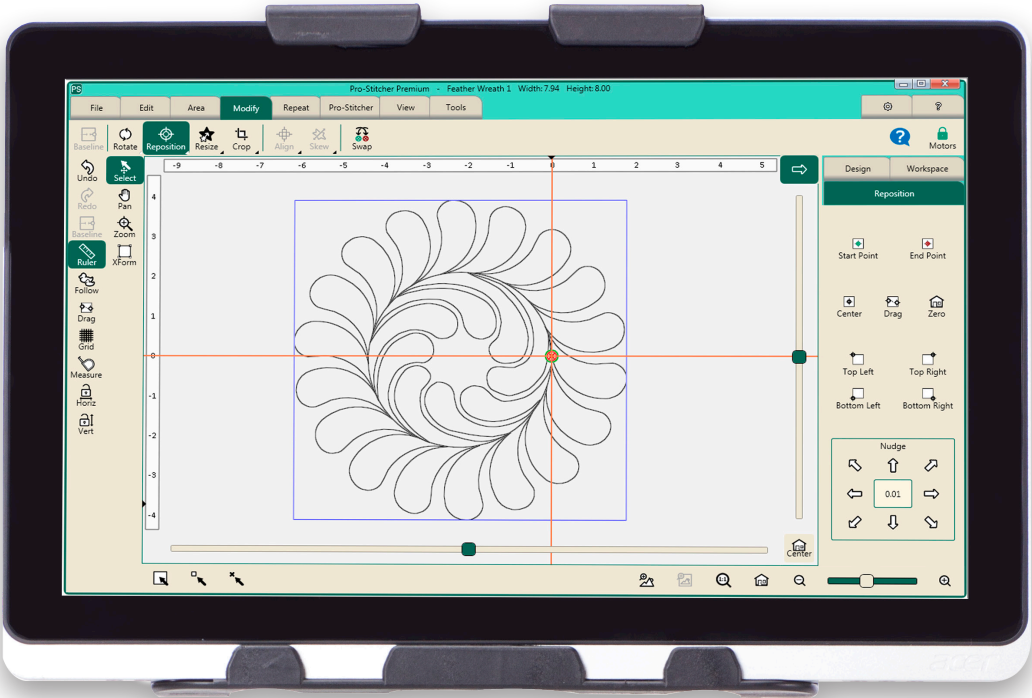 PS
Pro-Stitcher Premium - Feather Wreath 1 Width: 7.94 Height: 8.00
File Edit Area Modify Repeat Pro-Stitcher View Tools
Baseline Rotate Reposition Resize Crop Align Skew Swap
Motors
Undo Select
Redo Pan
Baseline Zoom
Ruler XForm
Follow
Drag
Grid
Measure
Horiz
Vert
-9 -8 -7 -6 -5 -4 -3 -2 -1 0 1 2 3 4 5
4
3
2
1
0
-1
-2
-3
-4
Center
1:1
Design Workspace
Reposition
Start Point End Point
Center Drag Zero
Top Left Top Right
Bottom Left Bottom Right
Nudge
0.01
acer